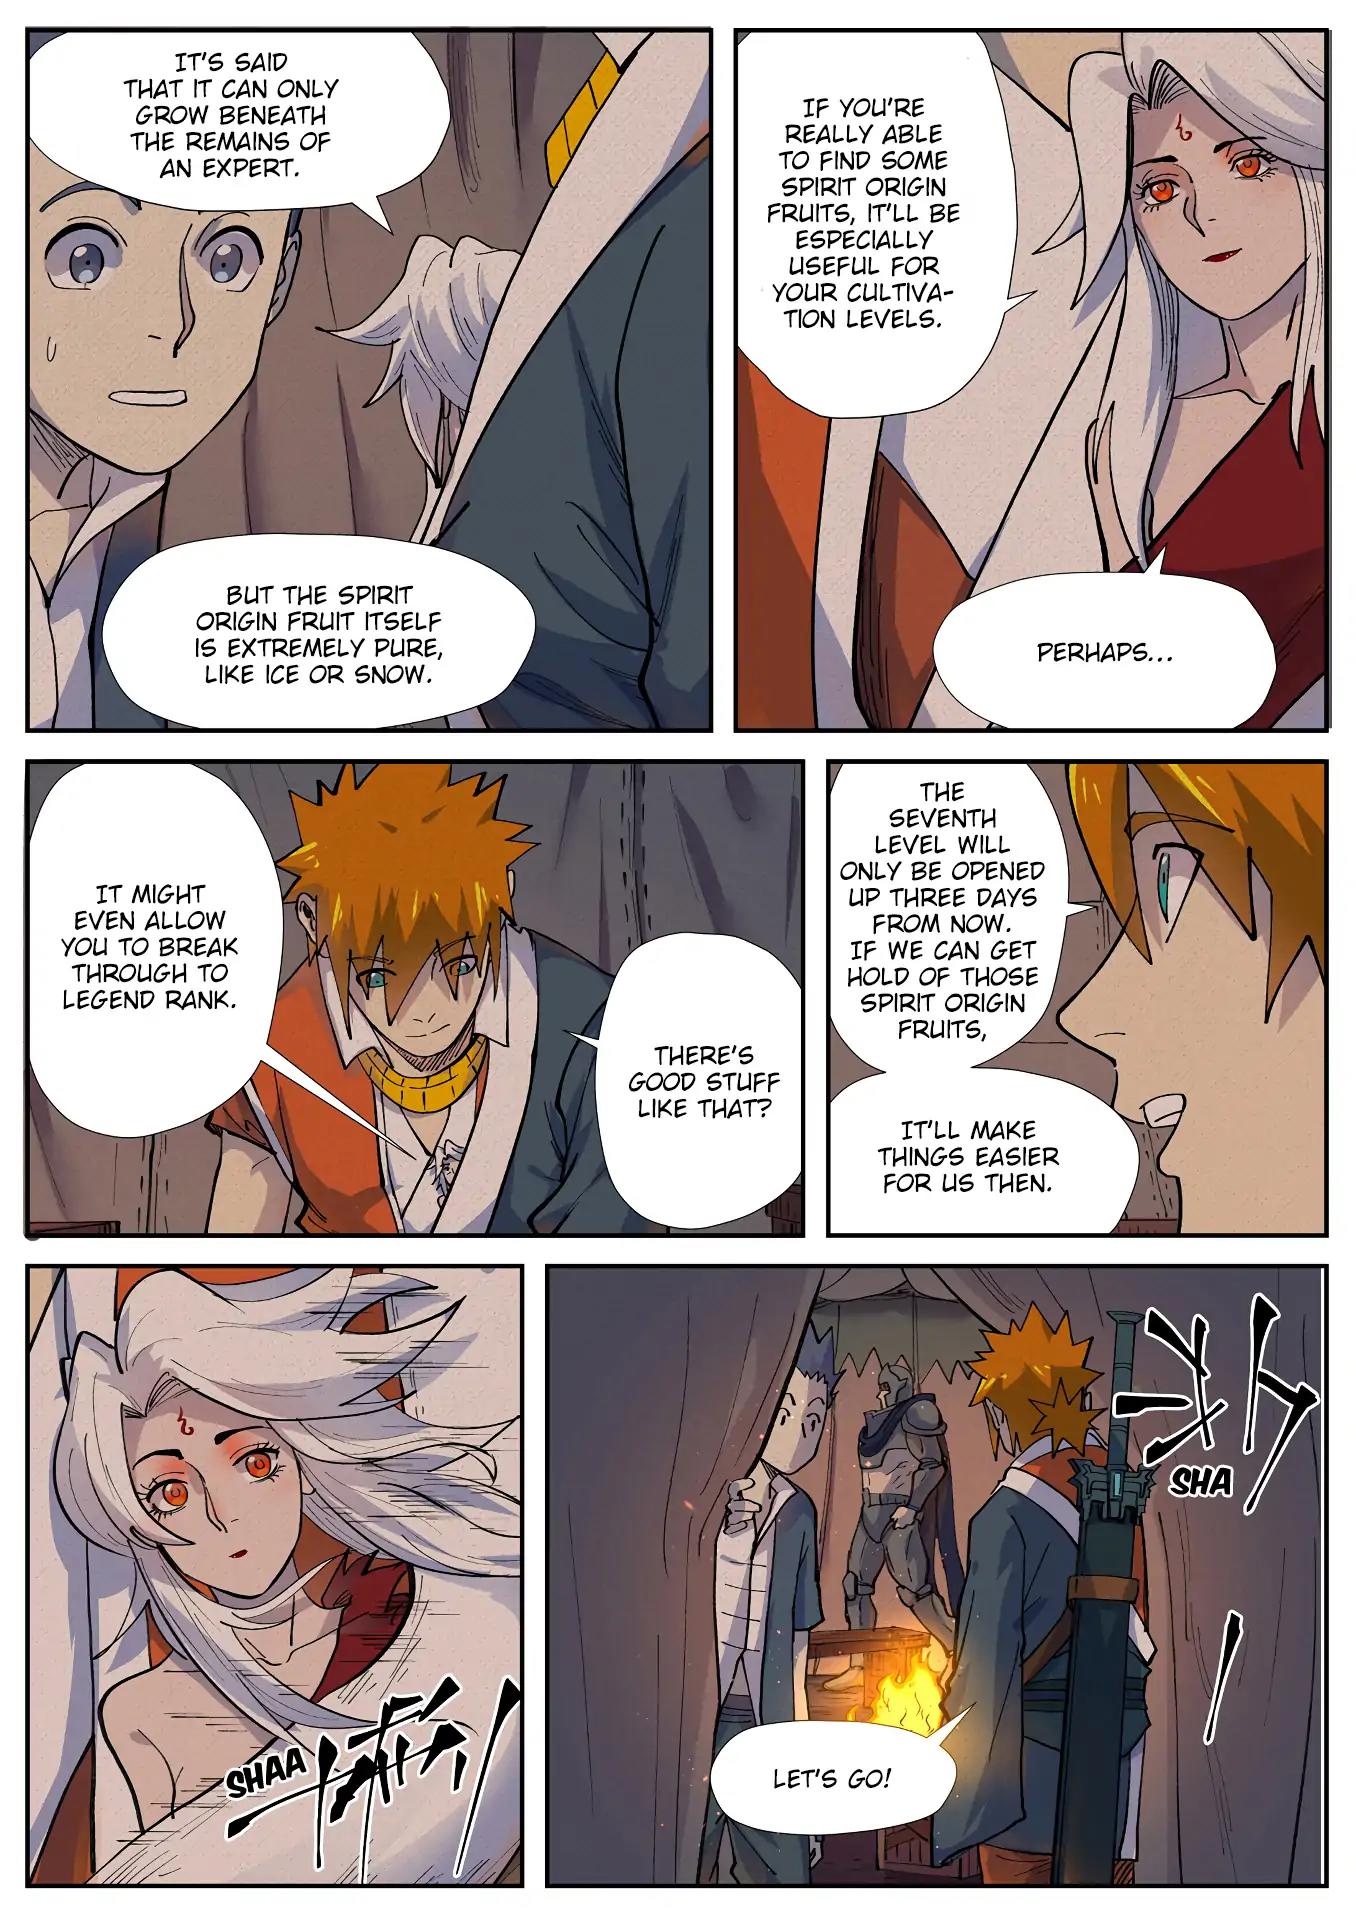 IT'S SAID
THAT IT CAN ONLY
GROW BENEATH
THE REMAINS OF
AN EXPERT.
BUT THE SPIRIT
ORIGIN FRUIT ITSELF
IS EXTREMELY PURE,
LIKE ICE OR SNOW.
IF YOU'RE
REALLY ABLE
TO FIND SOME
SPIRIT ORIGIN
FRUITS, IT'LL BE
ESPECIALLY
USEFUL FOR
YOUR CULTIVA-
TION LEVELS.
PERHAPS...
IT MIGHT
EVEN ALLOW
YOU TO BREAK
THROUGH TO
LEGEND RANK.
THERE'S
GOOD STUFF
LIKE THAT?
THE
SEVENTH
LEVEL WILL
ONLY BE OPENED
UP THREE DAYS
FROM NOW.
IF WE CAN GET
HOLD OF THOSE
SPIRIT ORIGIN
FRUITS,
IT'LL MAKE
THINGS EASIER
FOR US THEN.
SHAA
SHA
LET'S GO!